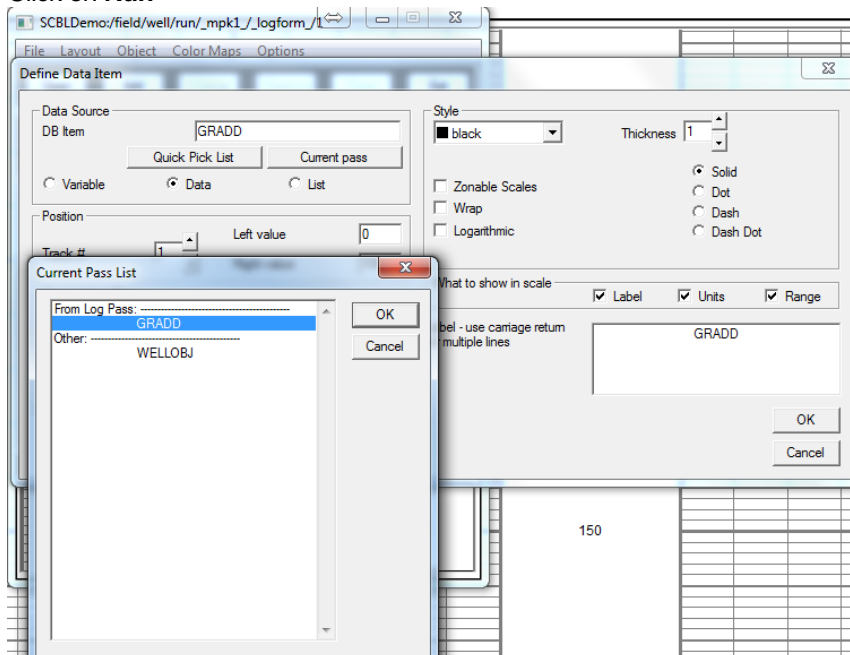 SCBLDemo:/field/well/run/_mpk1_/_logform_/1
File Layout Object Color Maps Options
Define Data Item
Data Source
DB Item GRADD
Quick Pick List Current pass
Variable Data List
Position
Left value 0
Track # 1
Style
black Thickness 1
Solid
Zonable Scales
Dot
Wrap
Dash
Logarithmic
Dash Dot
What to show in scale
Label Units Range
bel - use carriage return
multiple lines
GRADD
OK
Cancel
Current Pass List
From Log Pass: ----------------------------------------
GRADD
Other: ----------------------------------------
WELLOBJ
OK
Cancel
150